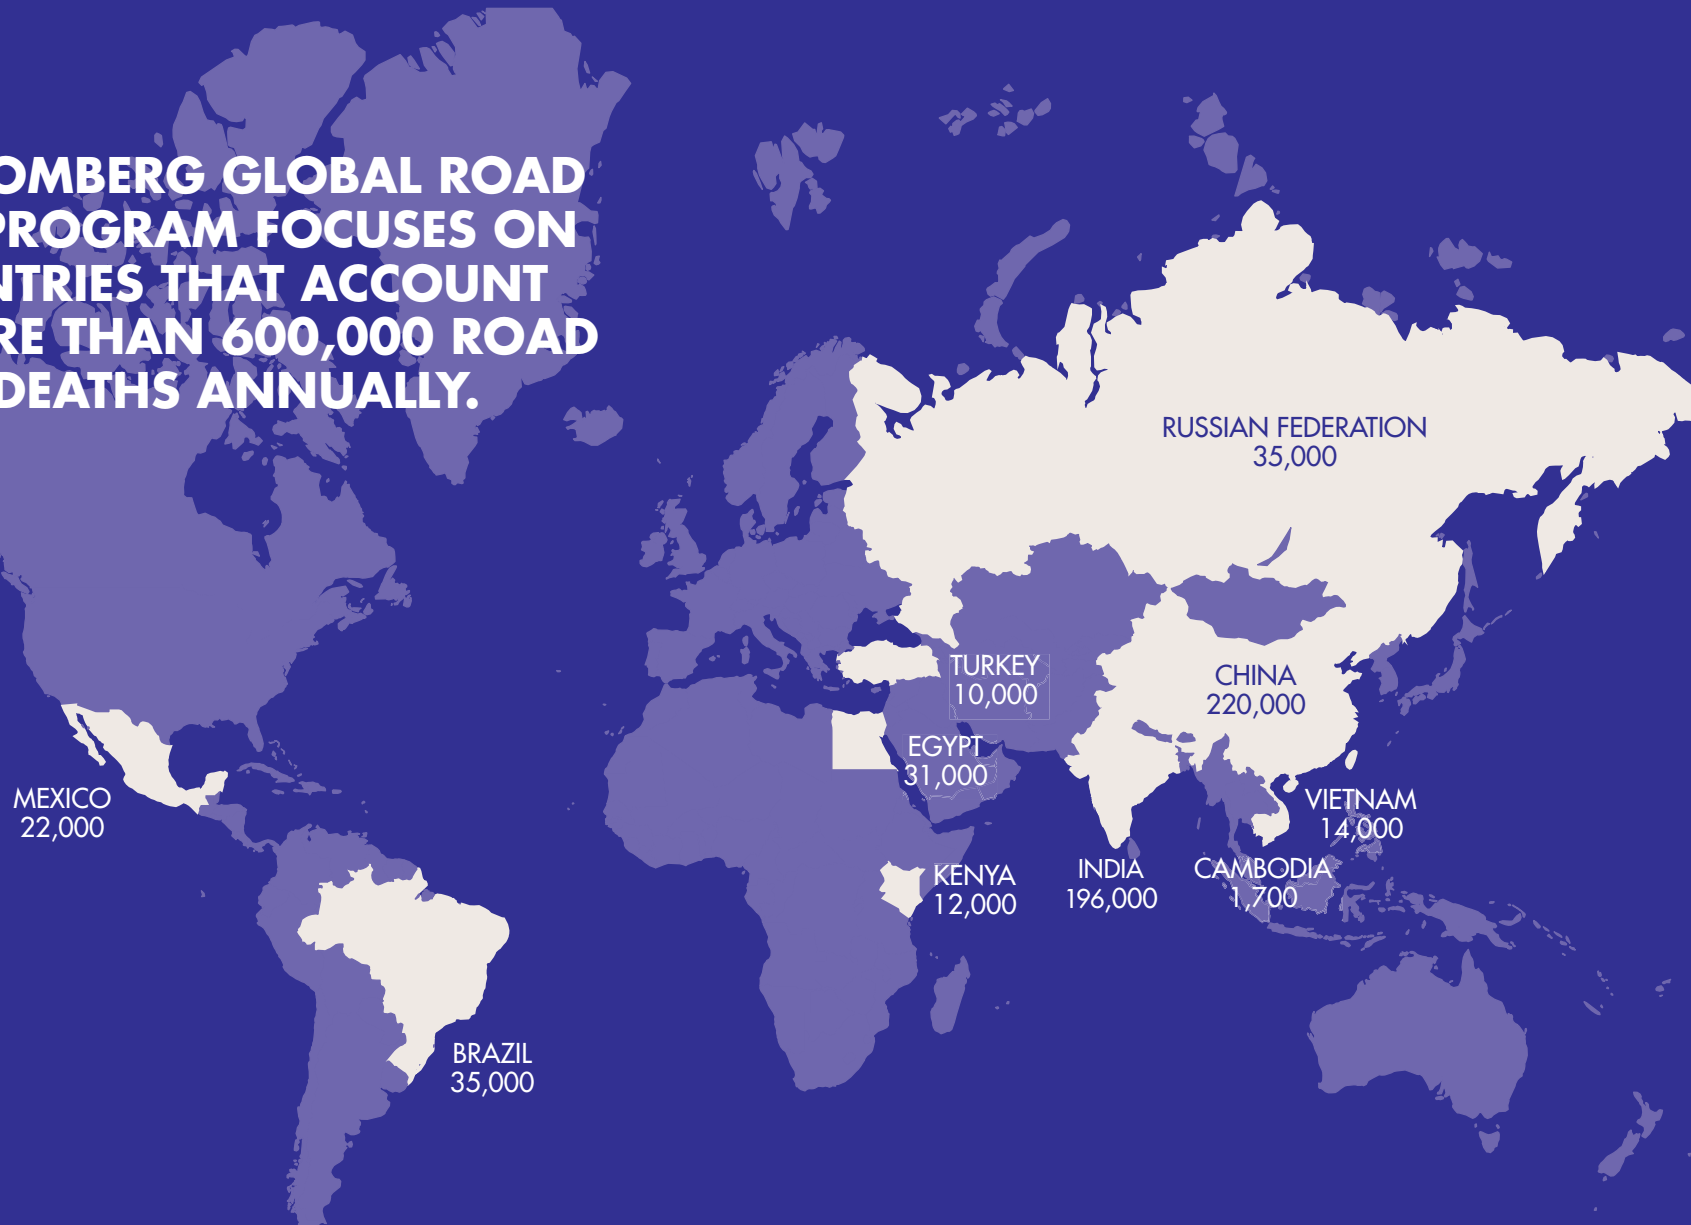 OMBERG GLOBAL ROAD
PROGRAM FOCUSES ON
NTRIES THAT ACCOUNT
RE THAN 600,000 ROAD
DEATHS ANNUALLY.
RUSSIAN FEDERATION
35,000
TURKEY
10,000
CHINA
220,000
EGYPT
31,000
MEXICO
22,000
VIETNAM
14,000
KENYA
12,000
INDIA
196,000
CAMBODIA
1,700
BRAZIL
35,000